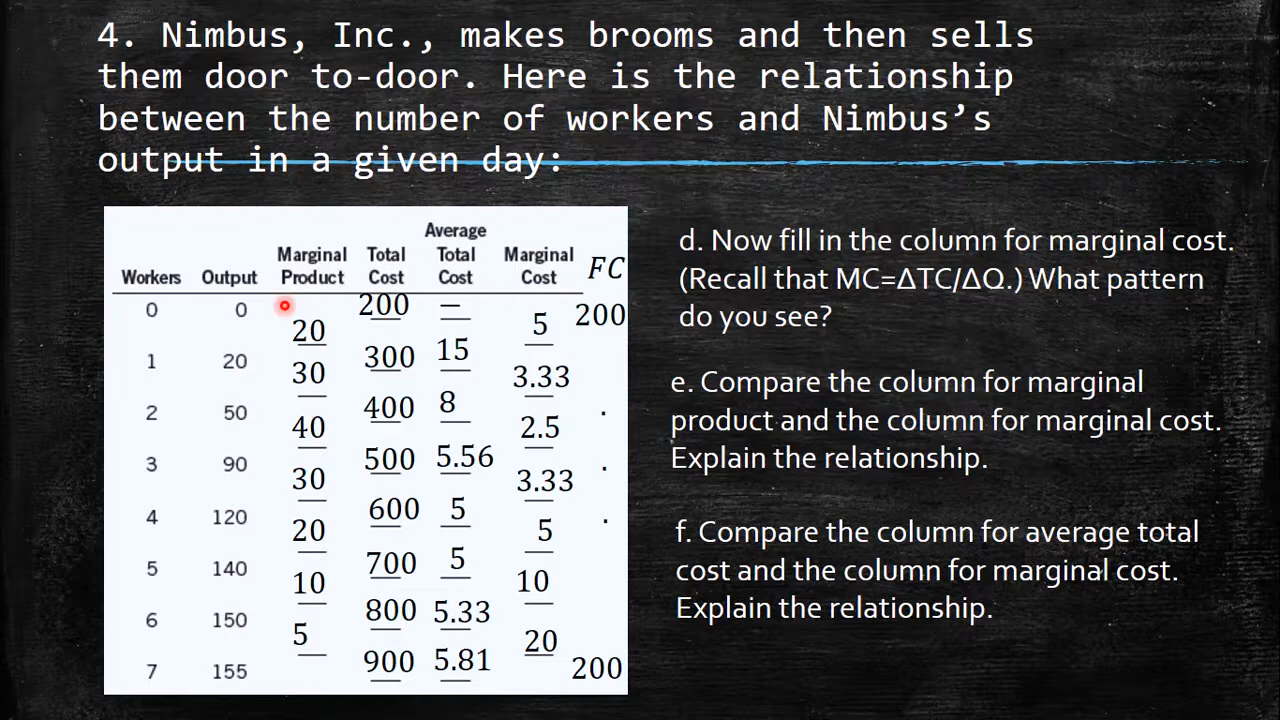 4. Nimbus, Inc., makes brooms and then sells
them door to-door. Here is the relationship
between the number of workers and Nimbus’s
output in a given day:
Average
Marginal Total Total Marginal
Workers Output Product Cost Cost Cost FC
0 0 200 — 200
20 5
1 20 300 15
30 3.33
2 50 400 8 .
40 2.5
3 90 500 5.56 .
30 3.33
4 120 600 5 .
20 5
5 140 700 5
10 10
6 150 800 5.33
5 20
7 155 900 5.81 200
d. Now fill in the column for marginal cost.
(Recall that MC=ΔTC/ΔQ.) What pattern
do you see?
e. Compare the column for marginal
product and the column for marginal cost.
Explain the relationship.
f. Compare the column for average total
cost and the column for marginal cost.
Explain the relationship.